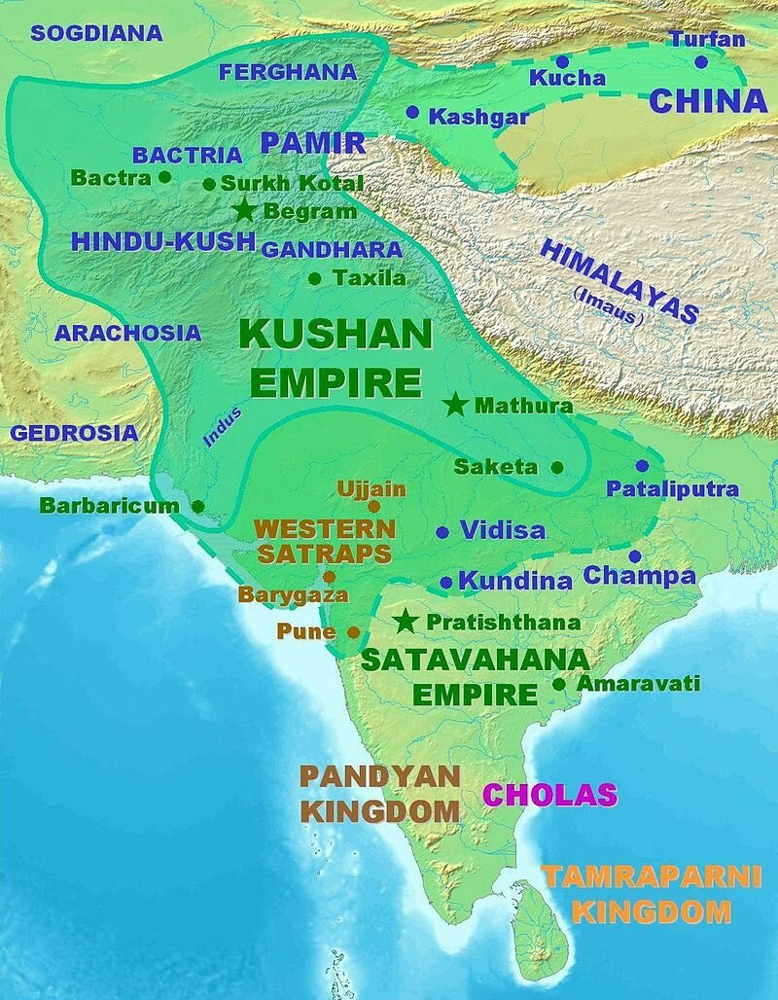 SOGDIANA
Turfan
FERGHANA
Kucha
CHINA
Kashgar
PAMIR
BACTRIA
Bactra
Surkh Kotal
Begram
HINDU-KUSH
GANDHARA
HIMALAYAS
(Imaus)
Taxila
ARACHOSIA
KUSHAN
EMPIRE
Mathura
Indus
GEDROSIA
Saketa
Pataliputra
Ujjain
Barbaricum
WESTERN
SATRAPS
Vidisa
Kundina
Champa
Barygaza
Pune
Pratishthana
SATAVAHANA
EMPIRE
Amaravati
PANDYAN
KINGDOM
CHOLAS
TAMRAPARNI
KINGDOM